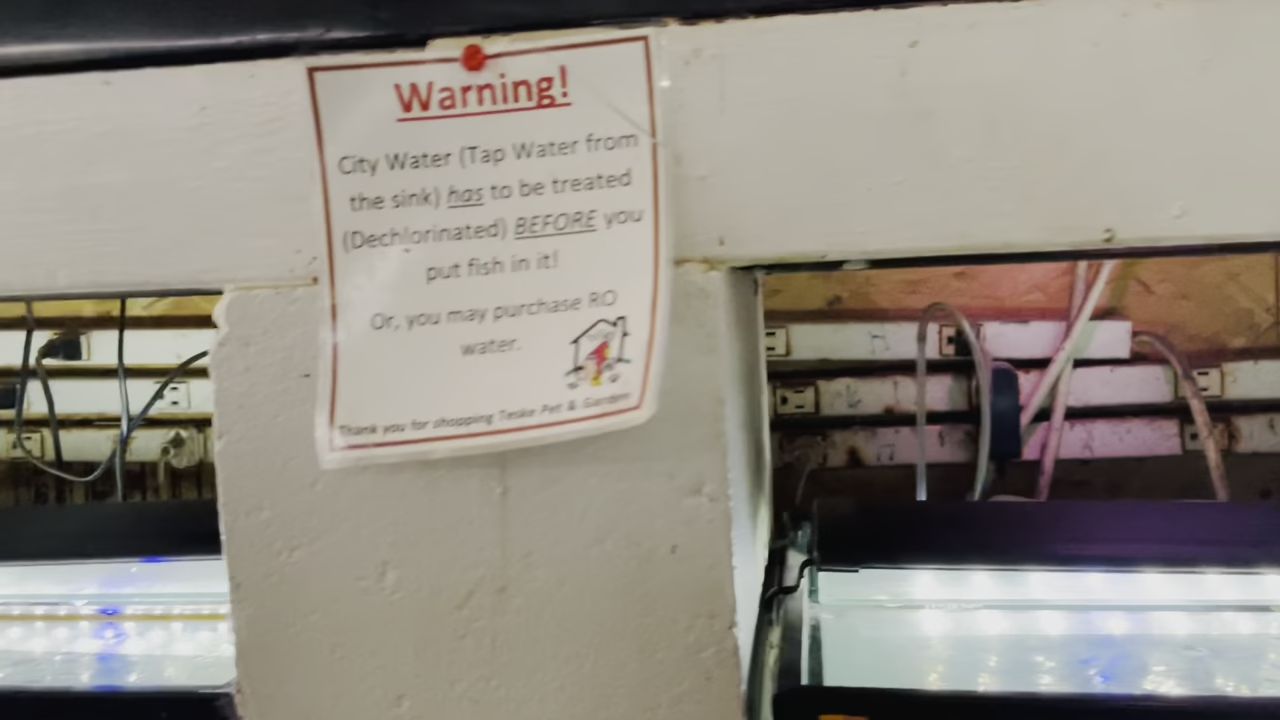 Warning!
City Water (Tap Water from
the sink) has to be treated
(Dechlorinated) BEFORE you
put fish in it!
Or, you may purchase RO
water.
Thank you for shopping Teske Pet & Garden